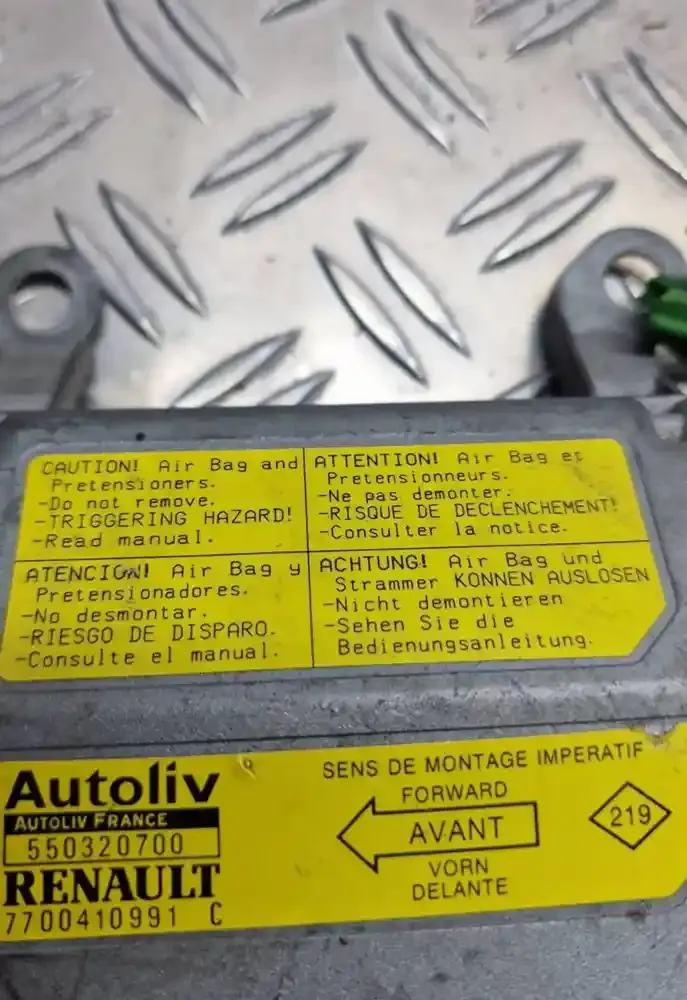 CAUTION! Air Bag and
Pretensioners.
-Do not remove.
-TRIGGERING HAZARD!
-Read manual.
ATTENTION! Air Bag et
Pretensionneurs.
-Ne pas demonter.
-RISQUE DE DECLENCHEMENT!
-Consulter la notice.
ATENCION! Air Bag y
Pretensionadores.
-No desmontar.
-RIESGO DE DISPARO.
-Consulte el manual.
ACHTUNG! Air Bag und
Strammer KONNEN AUSLOSEN
-Nicht demontieren
-Sehen Sie die
Bedienungsanleitung.
Autoliv
AUTOLIV FRANCE
550320700
RENAULT
7700410991 C
SENS DE MONTAGE IMPERATIF
FORWARD
AVANT
VORN
DELANTE
219